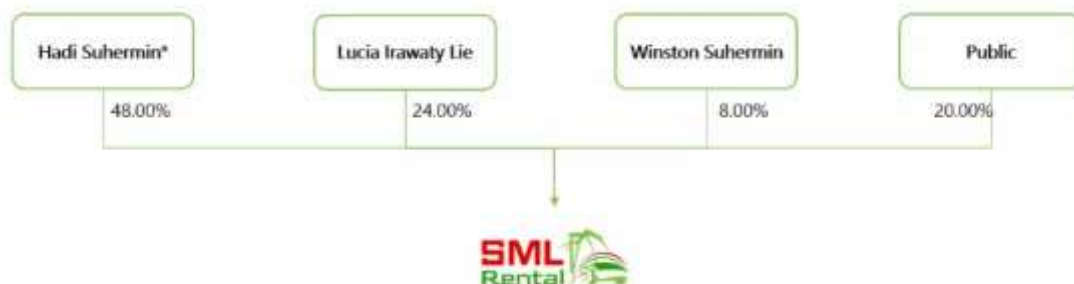 Hadi Suhermin*
Lucia Irawaty Lie
Winston Suhermin
Public
48.00%
24.00%
8.00%
20.00%
SML
Rental